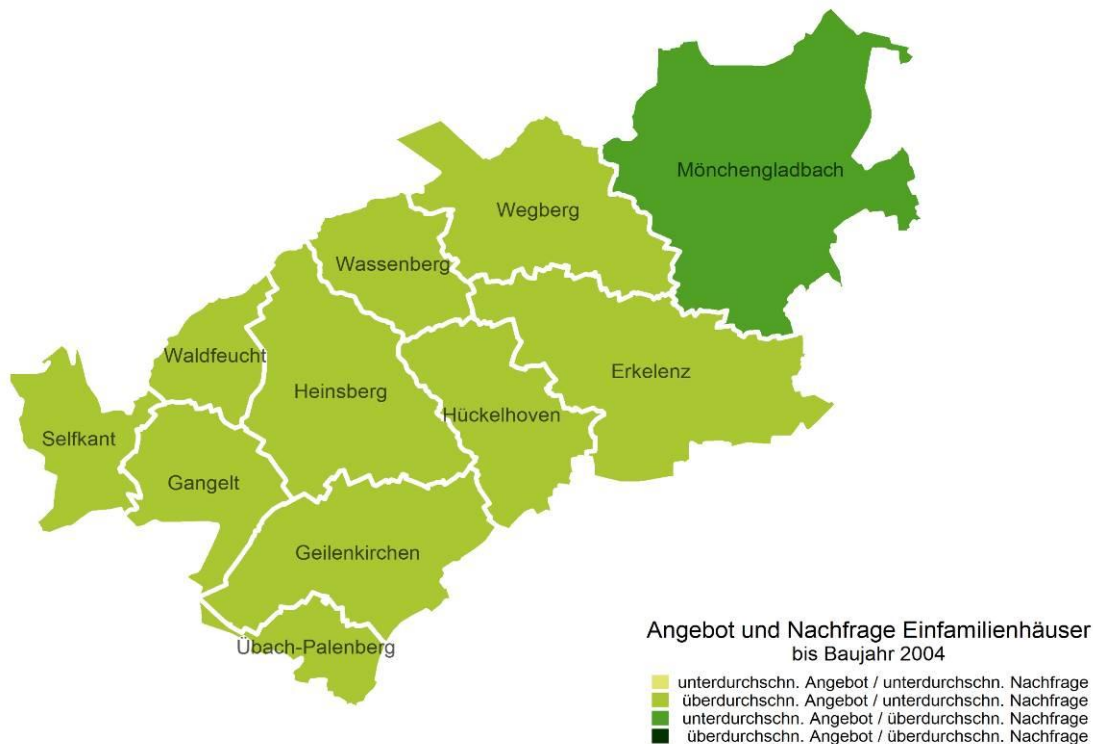 Mönchengladbach
Wegberg
Wassenberg
Waldfeucht
Erkelenz
Heinsberg
Hückelhoven
Selfkant
Gangelt
Geilenkirchen
Übach-Palenberg
Angebot und Nachfrage Einfamilienhäuser
bis Baujahr 2004
unterdurchschn. Angebot / unterdurchschn. Nachfrage
überdurchschn. Angebot / unterdurchschn. Nachfrage
unterdurchschn. Angebot / überdurchschn. Nachfrage
überdurchschn. Angebot / überdurchschn. Nachfrage